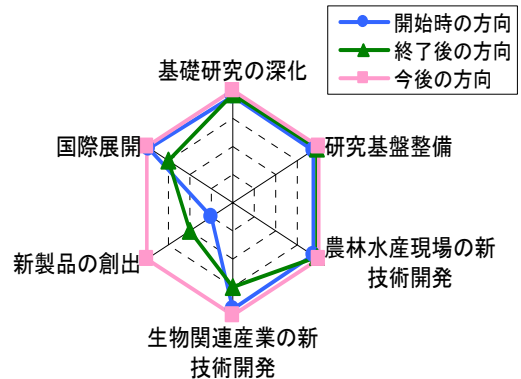 開始時の方向
終了後の方向
今後の方向
基礎研究の深化
国際展開
研究基盤整備
新製品の創出
農林水産現場の新
技術開発
生物関連産業の新
技術開発